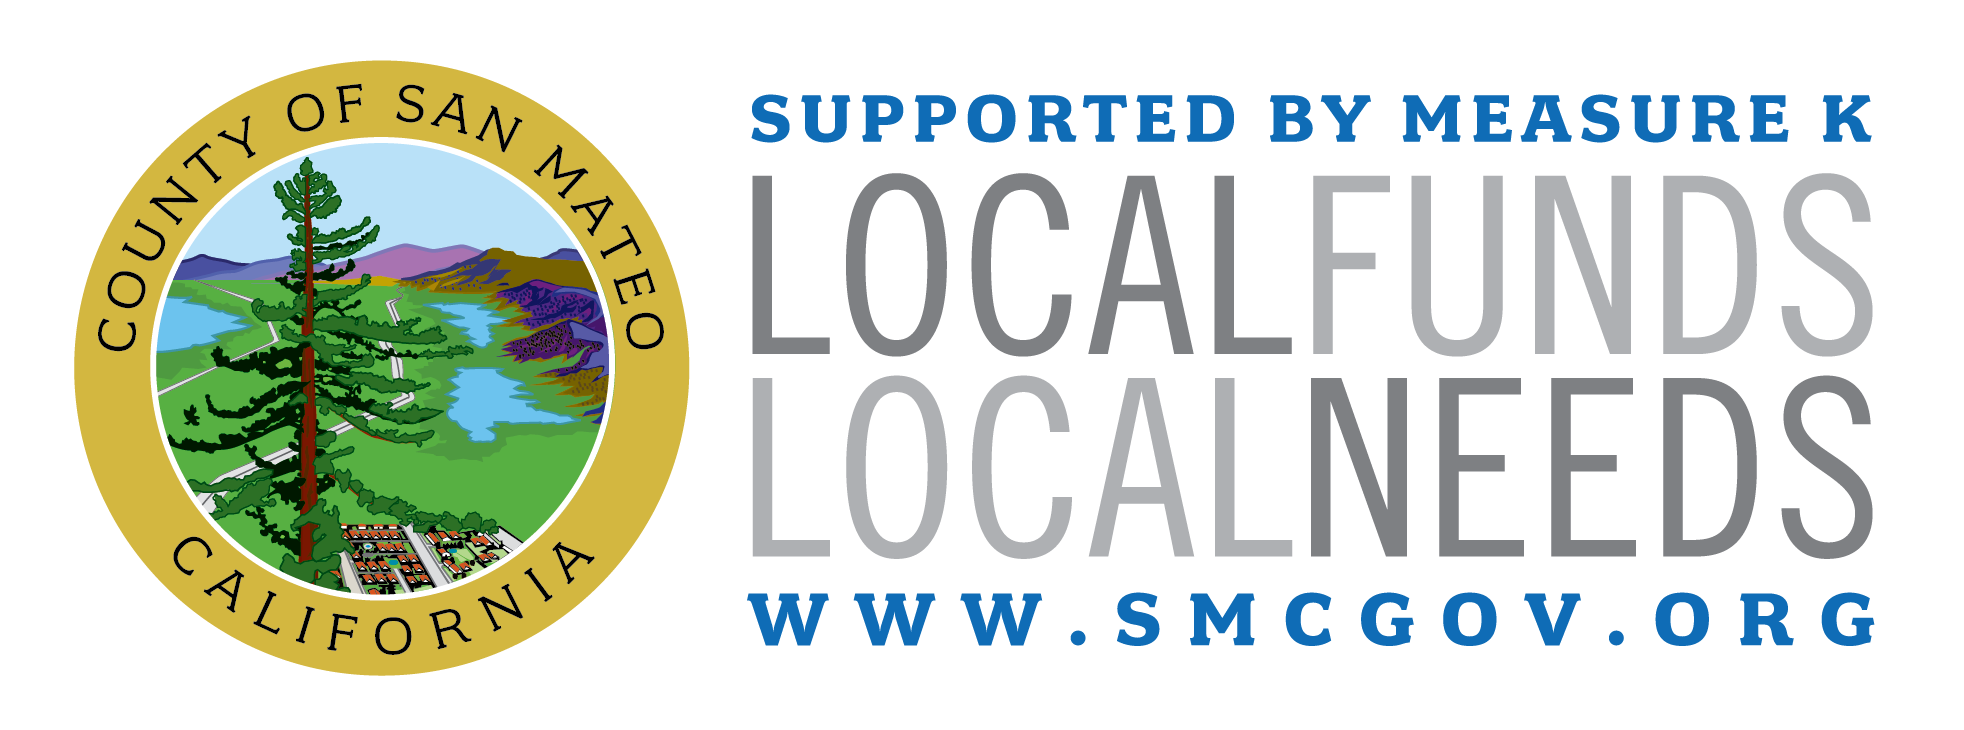 COUNTY OF SAN MATEO
CALIFORNIA
SUPPORTED BY MEASURE K
LOCALFUNDS
LOCALNEEDS
WWW.SMCGOV.ORG